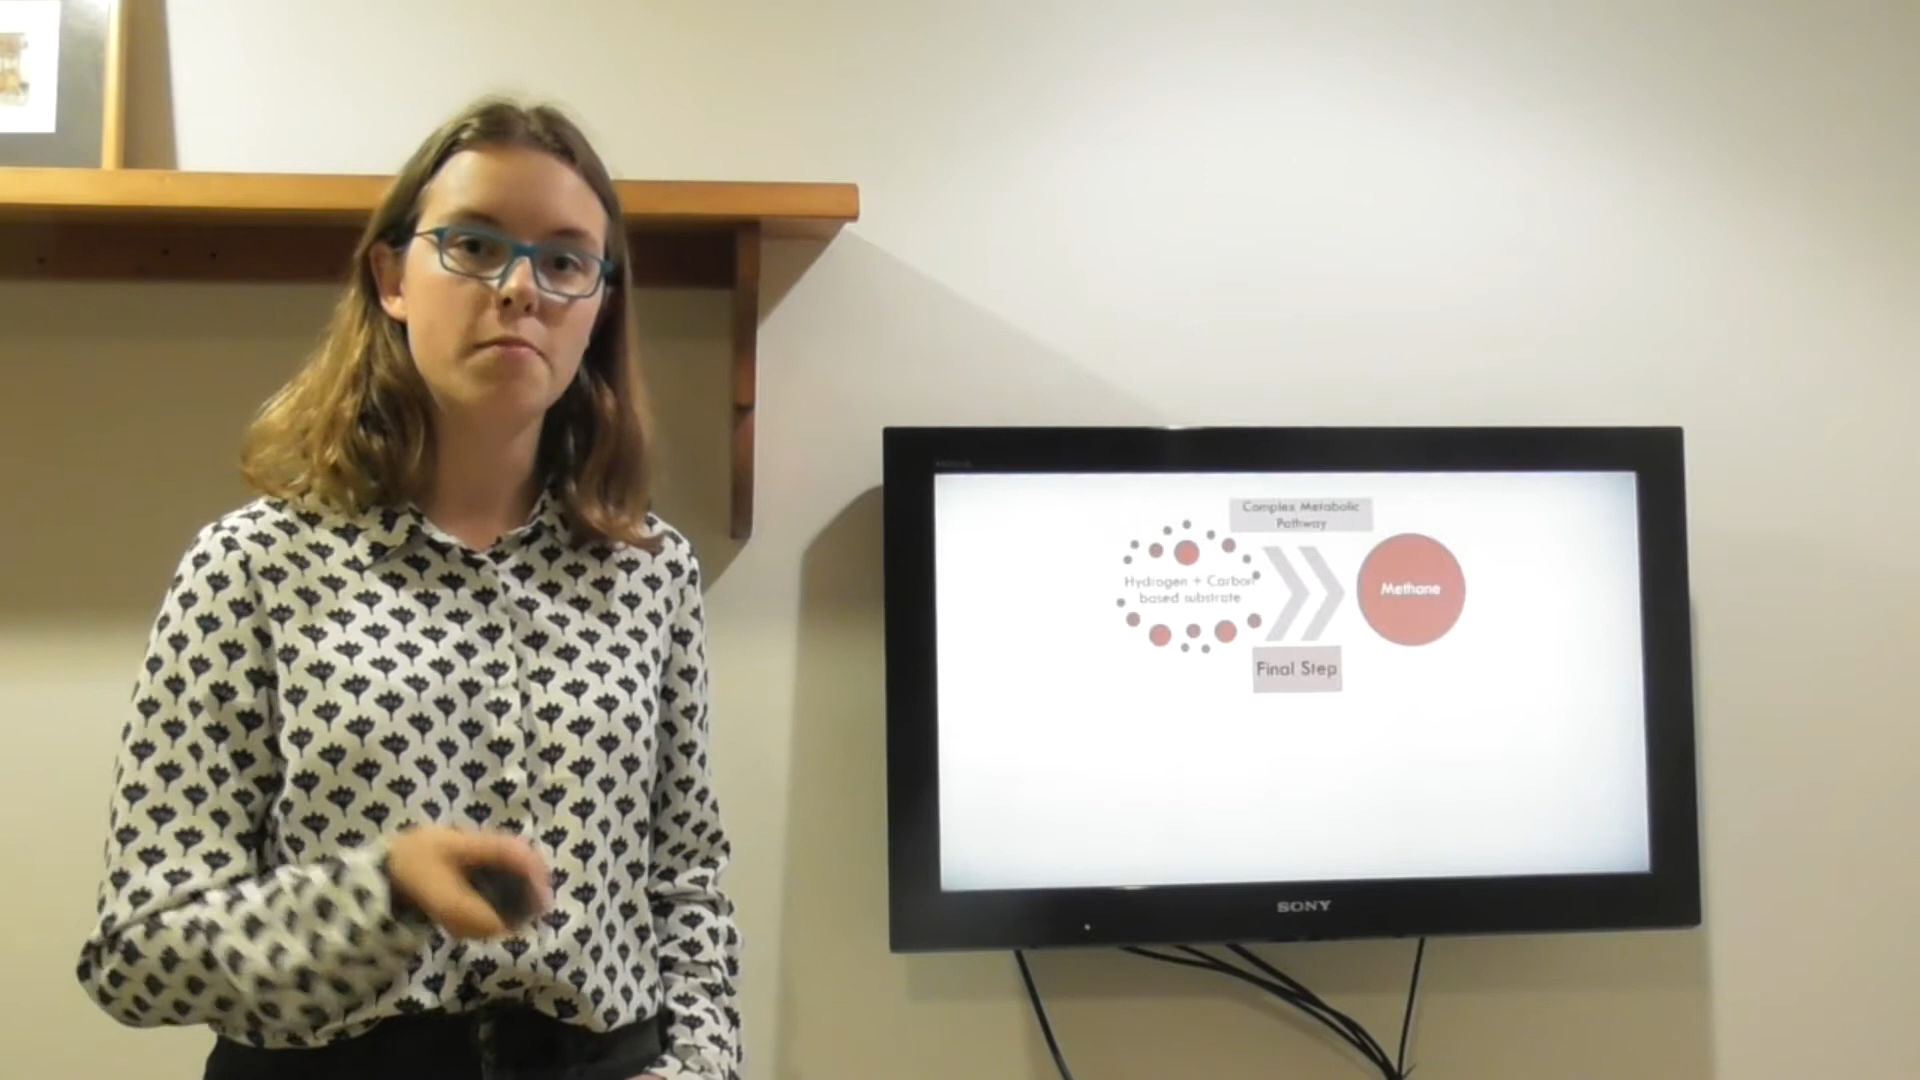 Complex Metabolic
Pathway
Hydrogen + Carbon
based substrate
Methane
Final Step
SONY